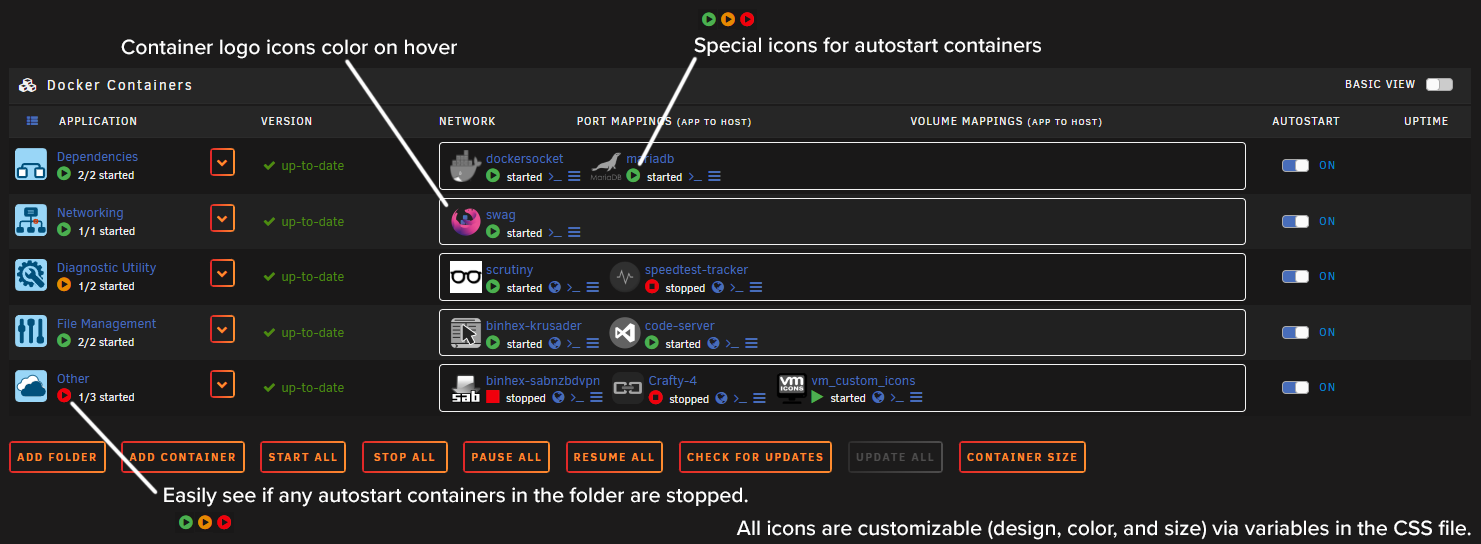 Container logo icons color on hover
Special icons for autostart containers
Docker Containers
BASIC VIEW
APPLICATION VERSION NETWORK PORT MAPPINGS (APP TO HOST) VOLUME MAPPINGS (APP TO HOST) AUTOSTART UPTIME
Dependencies
2/2 started
up-to-date
dockersocket
started
mariadb
MariaDB
started
ON
Networking
1/1 started
up-to-date
swag
started
ON
Diagnostic Utility
1/2 started
up-to-date
scrutiny
started
speedtest-tracker
stopped
ON
File Management
2/2 started
up-to-date
binhex-krusader
started
code-server
started
ON
Other
1/3 started
up-to-date
sab
binhex-sabnzbdvpn
stopped
Crafty-4
stopped
vm
ICONS
vm_custom_icons
started
ON
ADD FOLDER ADD CONTAINER START ALL STOP ALL PAUSE ALL RESUME ALL CHECK FOR UPDATES UPDATE ALL CONTAINER SIZE
Easily see if any autostart containers in the folder are stopped.
All icons are customizable (design, color, and size) via variables in the CSS file.